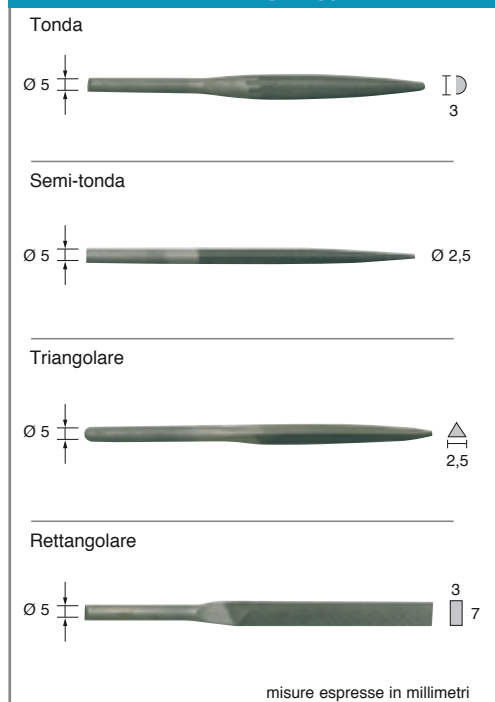 Tonda
Ø 5
3
Semi-tonda
Ø 5
Ø 2,5
Triangolare
Ø 5
2,5
Rettangolare
3
Ø 5
7
misure espresse in millimetri